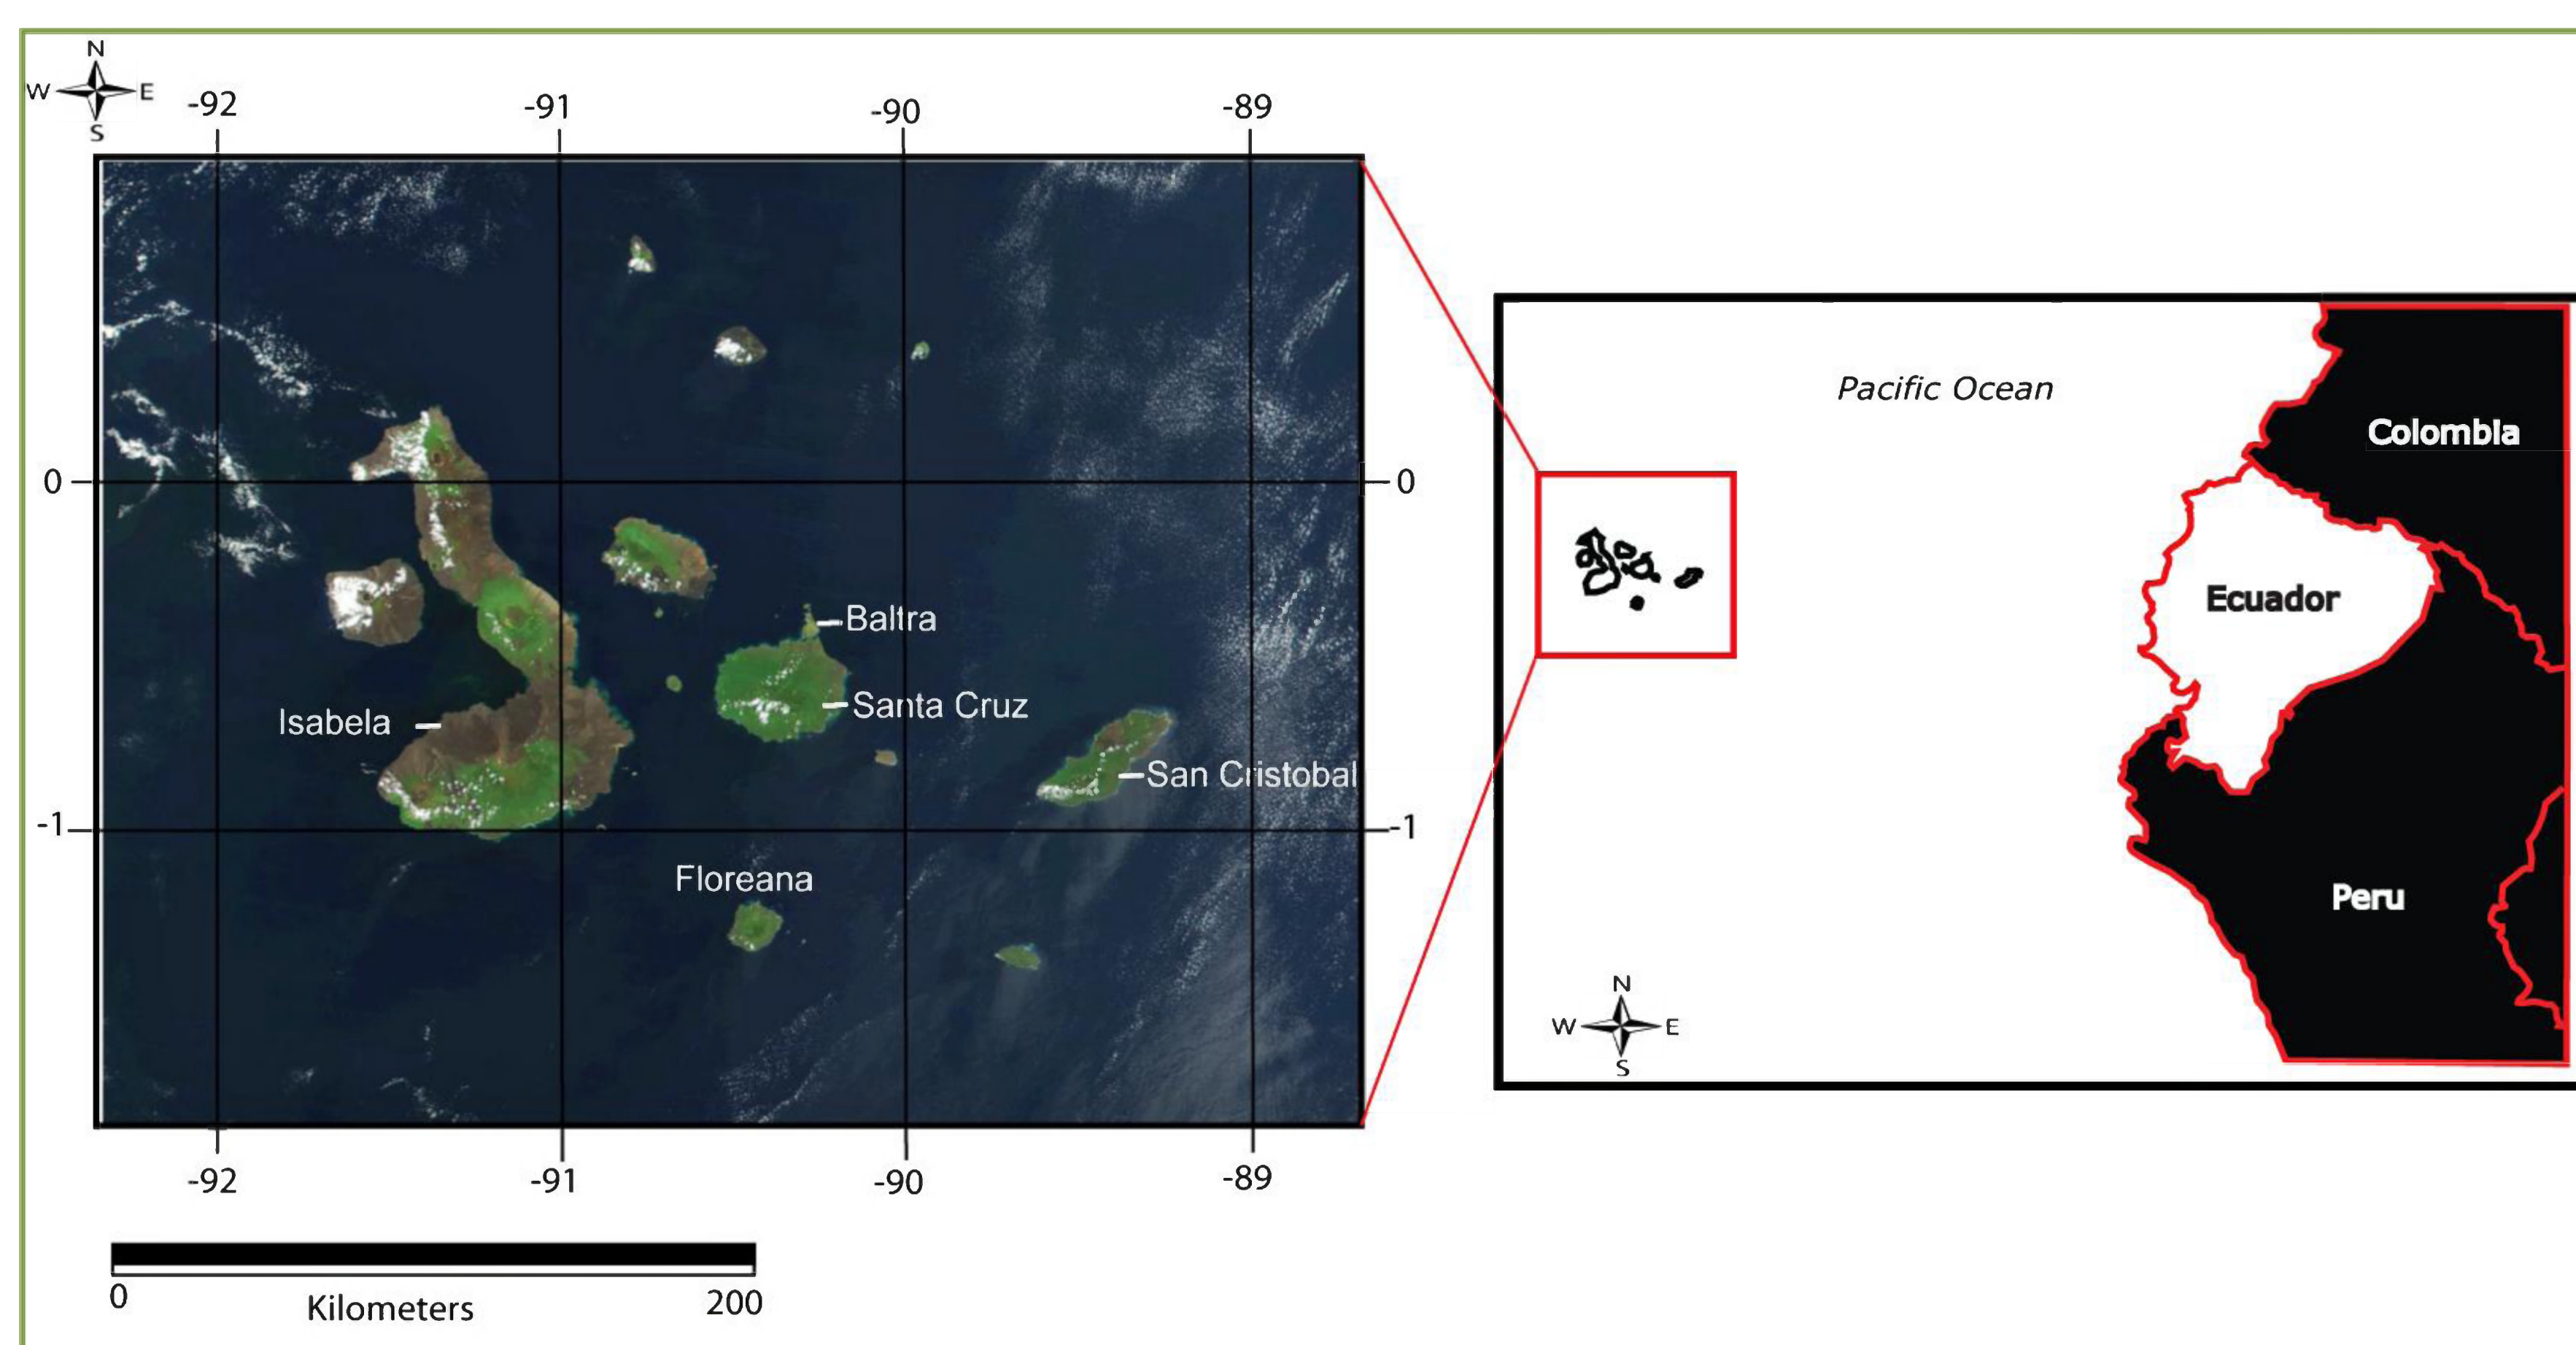 N
W E
S
-92 -91 -90 -89
0 0
Baltra
Santa Cruz
Isabela
San Cristobal
-1 -1
Floreana
-92 -91 -90 -89
0 200
Kilometers
Pacific Ocean
Colombia
Ecuador
Peru
N
W E
S